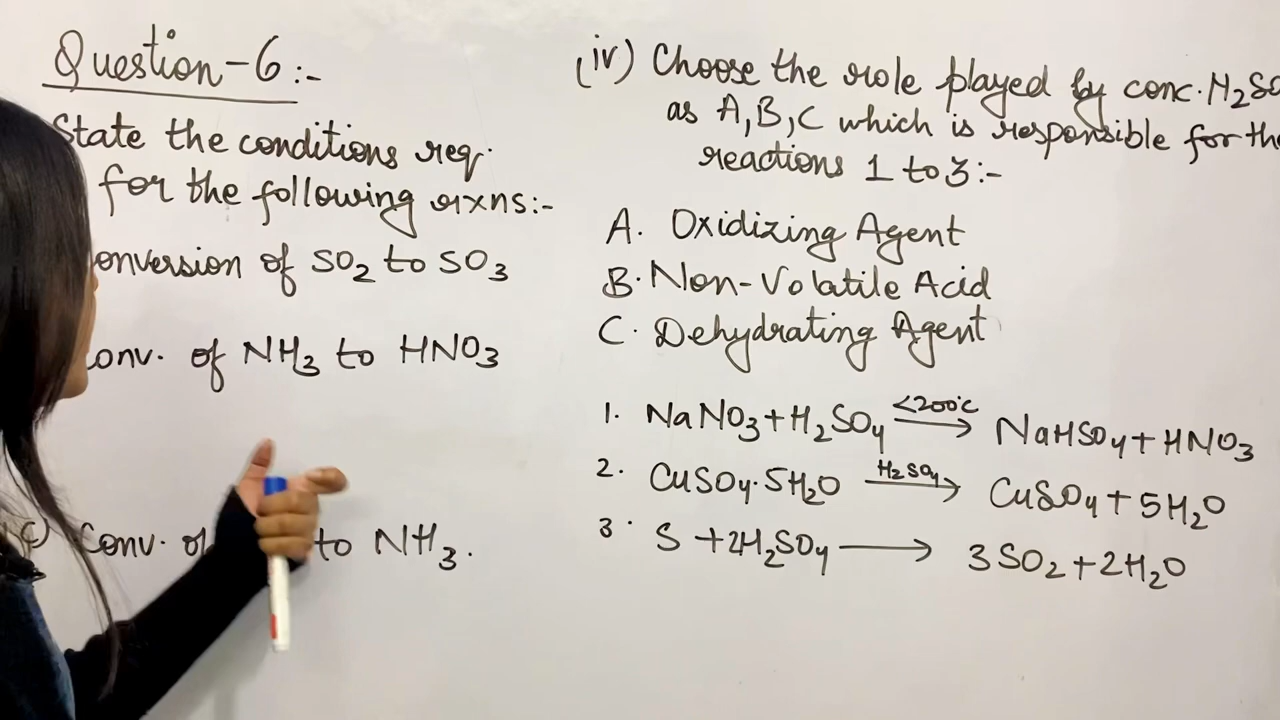 Question-6:-
State the conditions req.
for the following rxns:-
onversion of SO2 to SO3
onv. of NH3 to HNO3
c) Conv. of to NH3.
(iv) Choose the role played by conc. H2SO
as A, B, C which is responsible for the
reactions 1 to 3:-
A. Oxidizing Agent
B. Non-Volatile Acid
C. Dehydrating Agent
1. NaNO3 + H2SO4 <200°C → NaHSO4 + HNO3
2. CuSO4·5H2O H2SO4 → CuSO4 + 5H2O
3. S + 2H2SO4 → 3SO2 + 2H2O